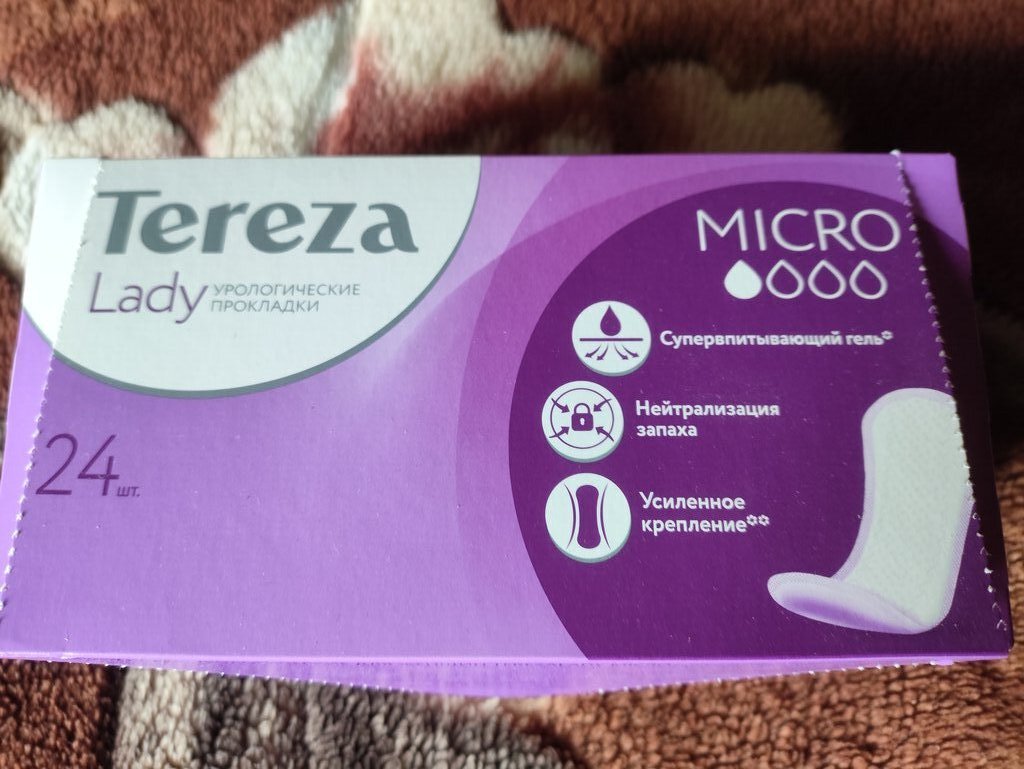 Tereza
Lady
УРОЛОГИЧЕСКИЕ
ПРОКЛАДКИ
24 шт.
MICRO
Супервпитывающий гель*
Нейтрализация
запаха
Усиленное
крепление**